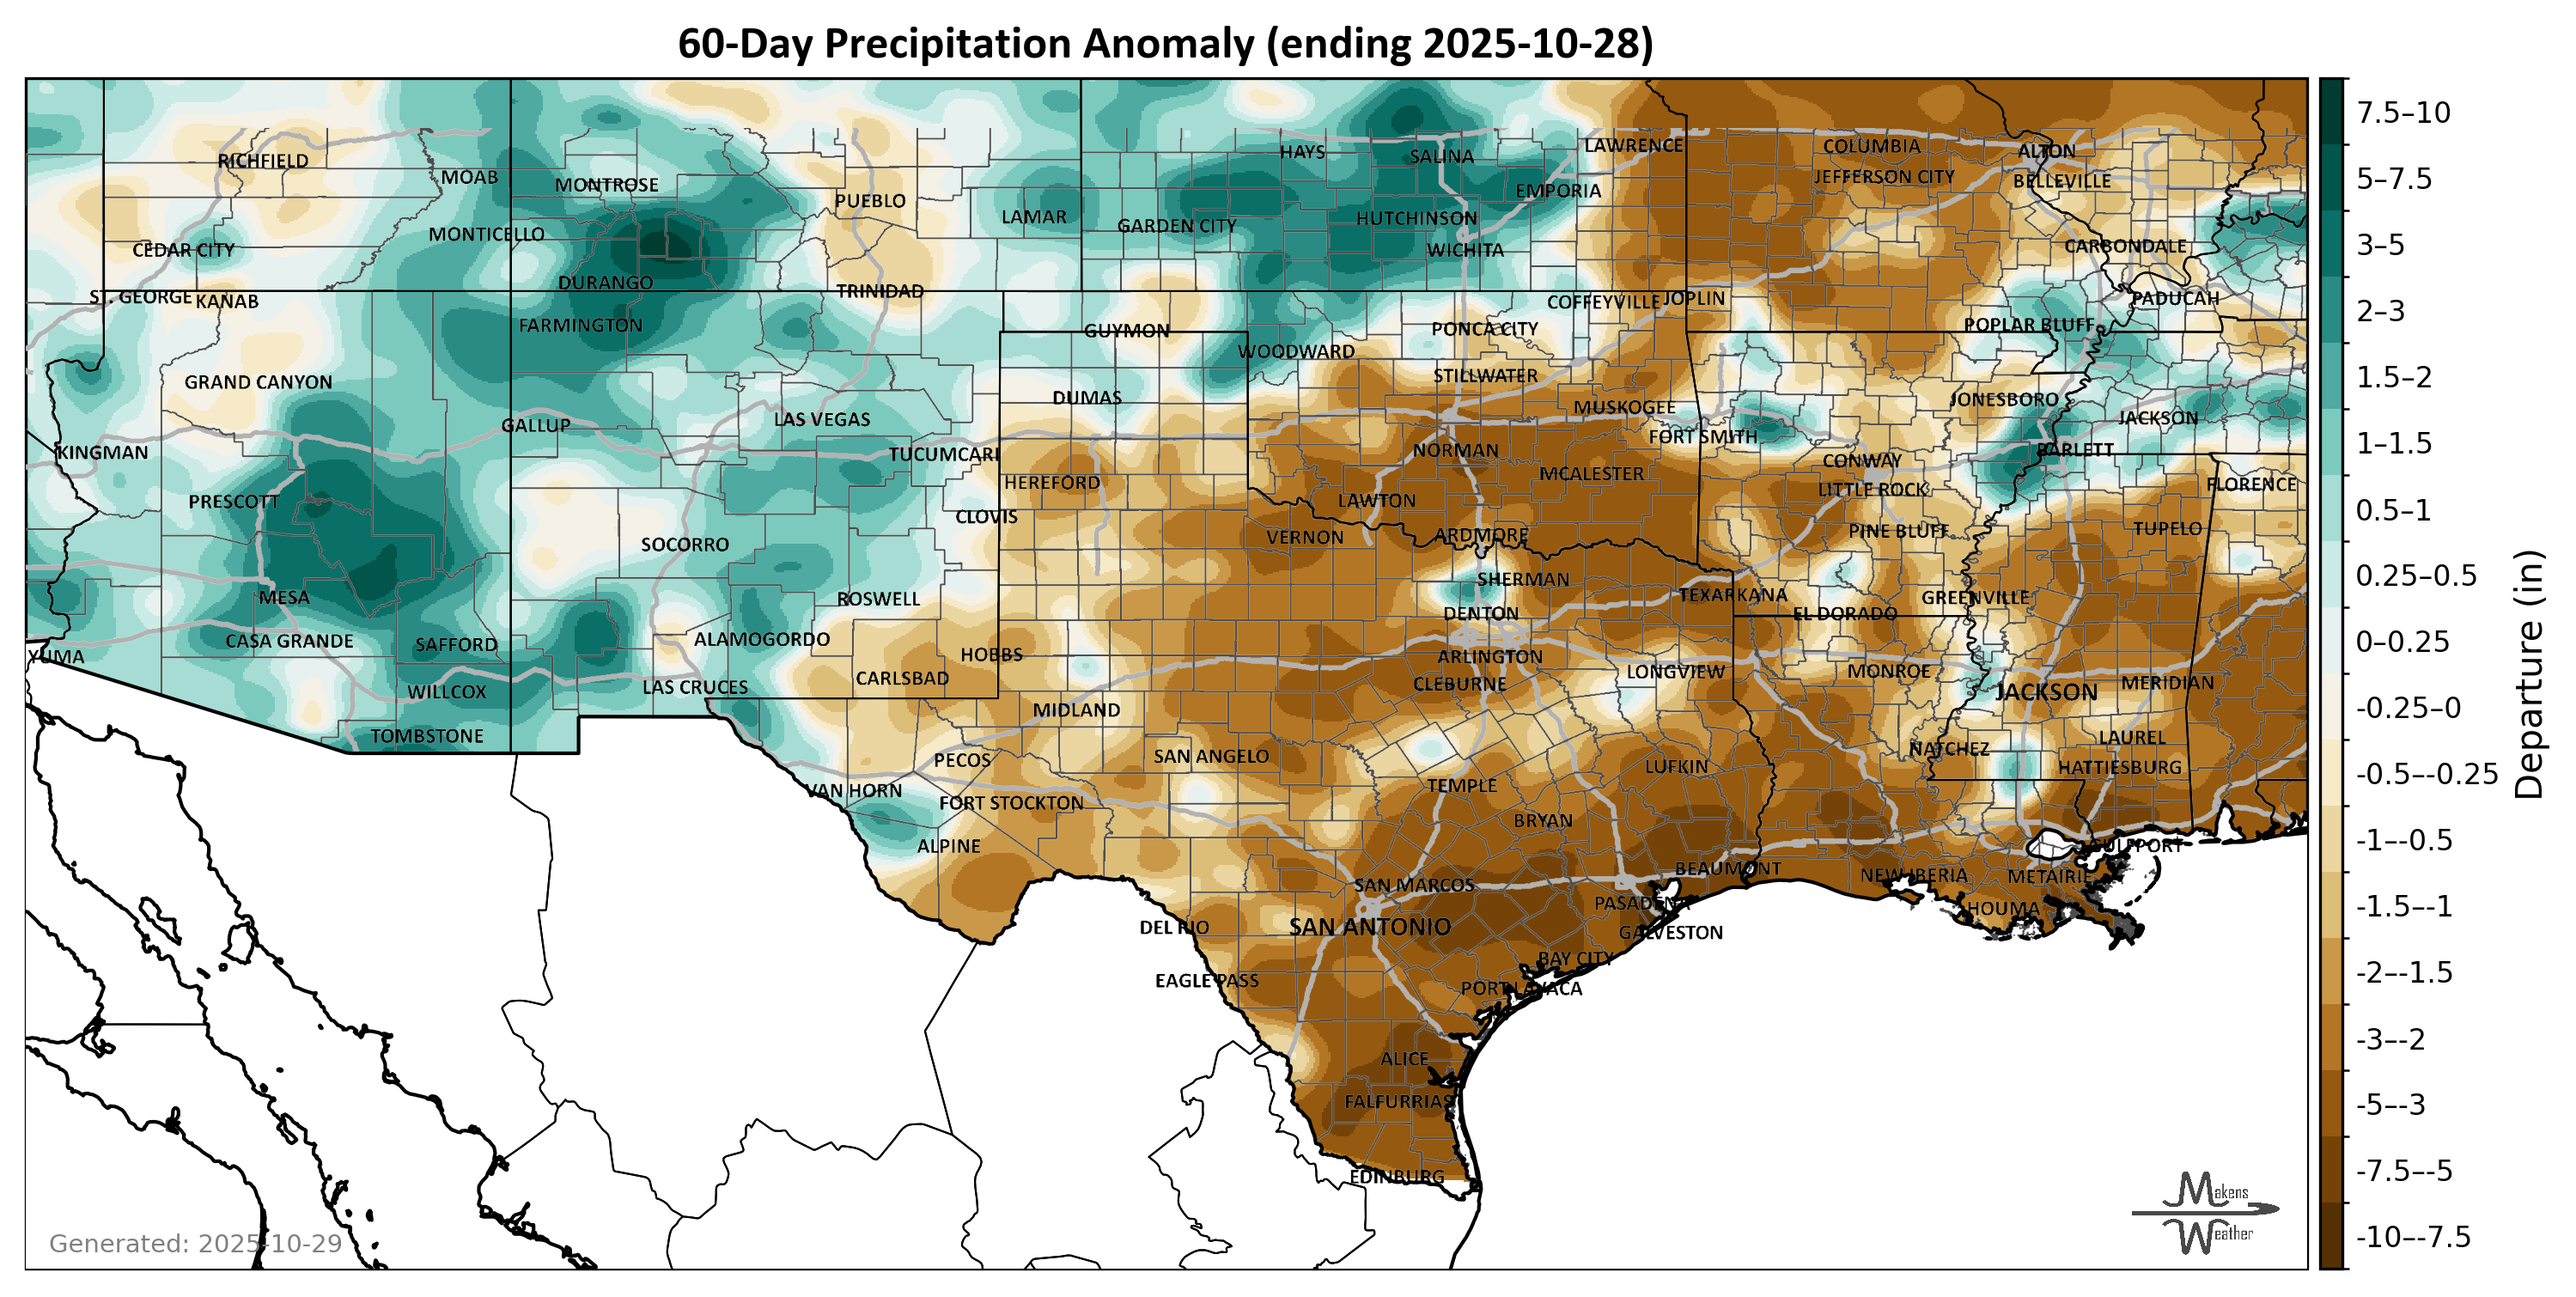 60-Day Precipitation Anomaly (ending 2025-10-28)
HAYS
SALINA
LAWRENCE
COLUMBIA
ALTON
RICHFIELD
MOAB
MONTROSE
PUEBLO
EMPORIA
JEFFERSON CITY
BELLEVILLE
LAMAR
GARDEN CITY
HUTCHINSON
CEDAR CITY
MONTICELLO
WICHITA
CARBONDALE
DURANGO
TRINIDAD
ST. GEORGE
KANAB
COFFEYVILLE
JOPLIN
PADUCAH
FARMINGTON
GUYMON
PONCA CITY
POPLAR BLUFF
WOODWARD
GRAND CANYON
DUMAS
STILLWATER
MUSKOGEE
JONESBORO
GALLUP
LAS VEGAS
FORT SMITH
JACKSON
KINGMAN
TUCUMCARI
NORMAN
CONWAY
BARLETT
PRESCOTT
HEREFORD
MCALESTER
LITTLE ROCK
FLORENCE
LAWTON
CLOVIS
SOCORRO
VERNON
ARDMORE
PINE BLUFF
TUPELO
MESA
ROSWELL
SHERMAN
TEXARKANA
GREENVILLE
CASA GRANDE
SAFFORD
ALAMOGORDO
DENTON
EL DORADO
YUMA
HOBBS
ARLINGTON
WILLCOX
LAS CRUCES
CARLSBAD
CLEBURNE
LONGVIEW
MONROE
JACKSON
MERIDIAN
TOMBSTONE
MIDLAND
PECOS
SAN ANGELO
LUFKIN
NATCHEZ
LAUREL
VAN HORN
FORT STOCKTON
TEMPLE
HATTIESBURG
ALPINE
BRYAN
GULFPORT
SAN MARCOS
BEAUMONT
NEW IBERIA
METAIRIE
DEL RIO
SAN ANTONIO
PASADENA
GALVESTON
HOUMA
EAGLE PASS
BAY CITY
PORT LAVACA
ALICE
FALFURRIAS
EDINBURG
7.5–10
5–7.5
3–5
2–3
1.5–2
1–1.5
0.5–1
0.25–0.5
0–0.25
-0.25–0
-0.5–-0.25
-1–-0.5
-1.5–-1
-2–-1.5
-3–-2
-5–-3
-7.5–-5
-10–-7.5
Departure (in)
Generated: 2025-10-29
Makens
Weather